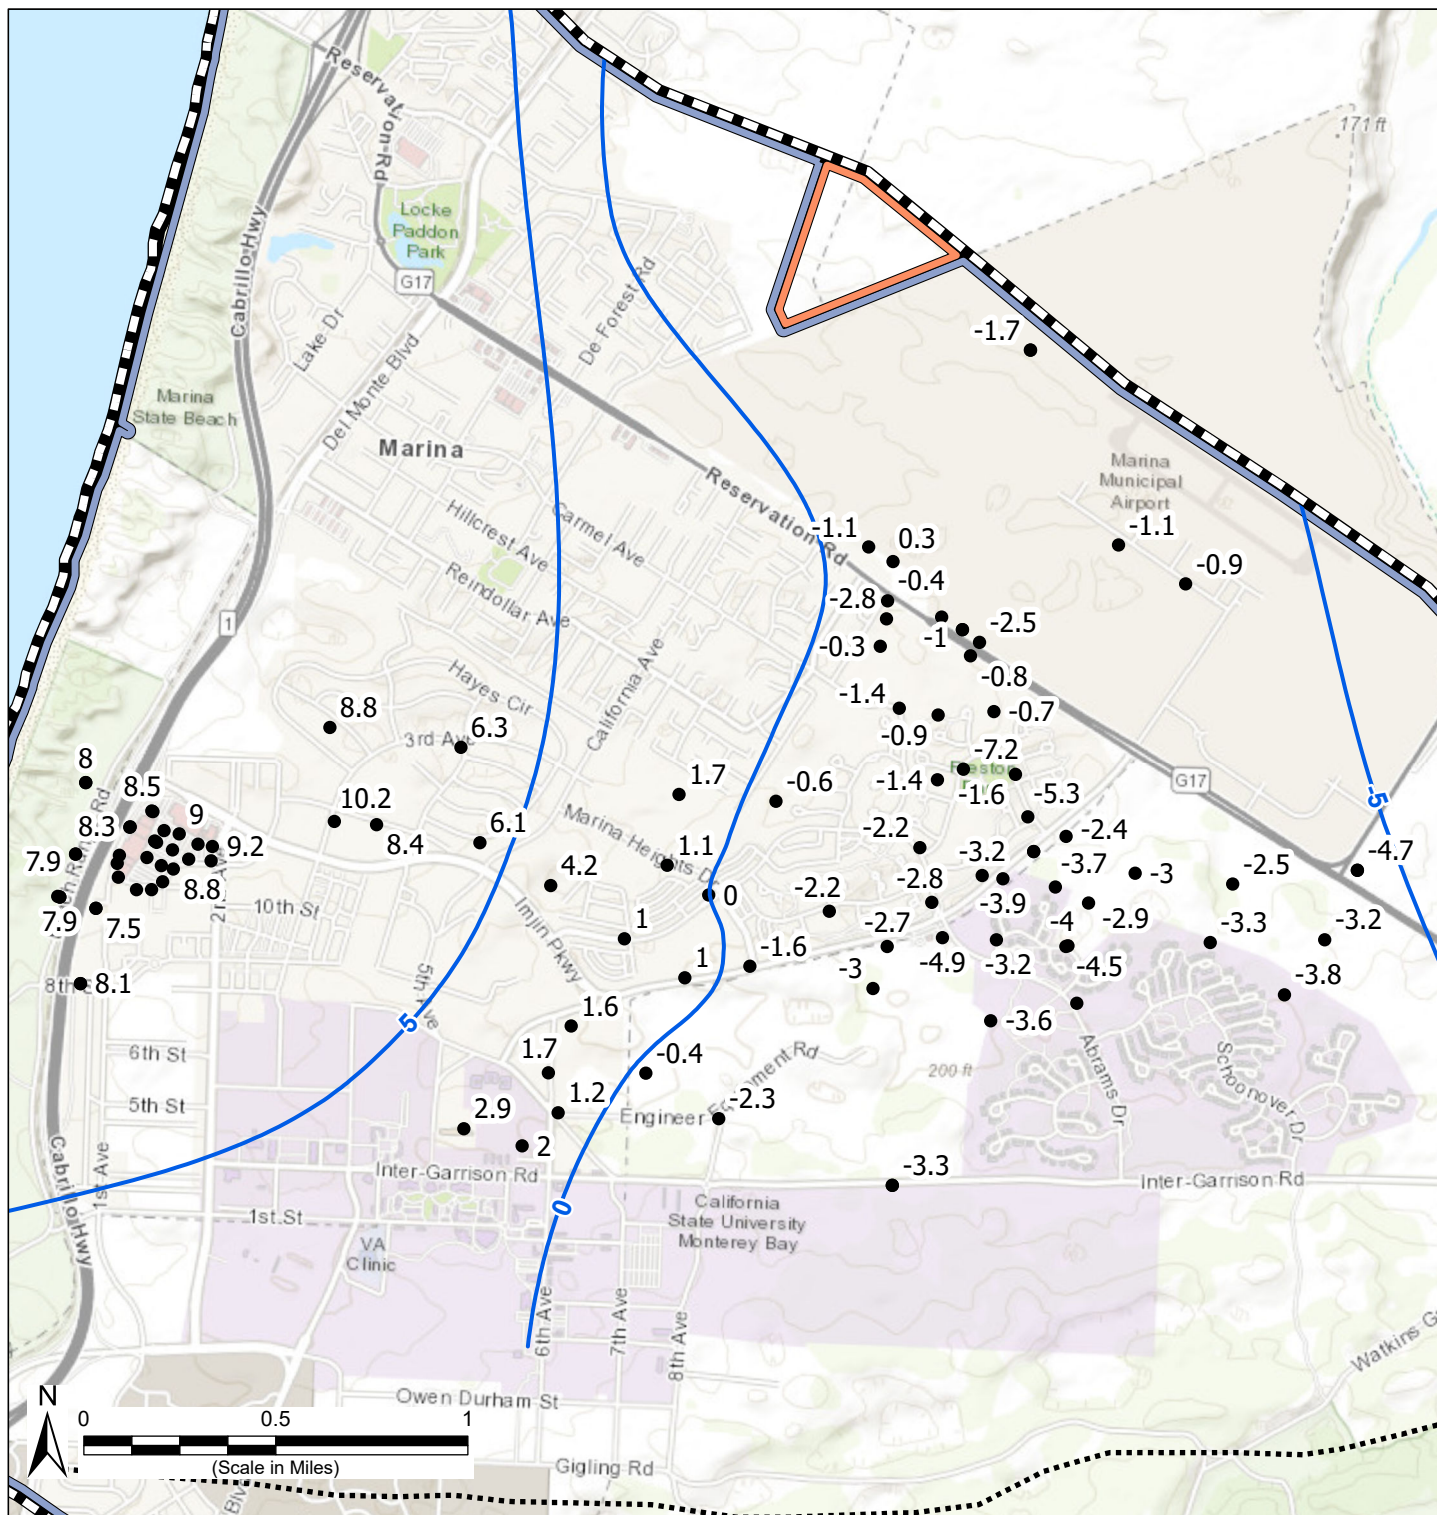 Reservation Rd
171 ft
Locke
Paddon
Park
Cabrillo Hwy
G17
De Forest Rd
Lake Dr
-1.7
Del Monte Blvd
Marina
State Beach
Marina
Marina
Municipal
Airport
Reservation Rd
Carmel Ave
Hillcrest Ave
-1.1
0.3
-1.1
-0.9
Reindollar Ave
-0.4
-2.8
1
-1
-2.5
-0.3
-0.8
California Ave
Hayes Cir
-1.4
-0.7
8.8
6.3
3rd Ave
-0.9
-7.2
8
1.7
-0.6
-1.4
-1.6
G17
8.5
10.2
-5.3
-5
8.3
9
8.4
6.1
Marina Heights Dr
-2.4
9.2
-2.2
7.9
1.1
-3.2
-3.7
-4.7
8.8
4.2
-3
-2.5
7.9
7.5
10th St
0
-2.2
-2.8
-3.9
-2.9
Imjin Pkwy
1
-2.7
-4
-3.3
-3.2
-1.6
-4.9
-3.2
8.1
8th St
5th Ave
1
-3
-4.5
-3.8
5
1.6
-3.6
6th St
1.7
-0.4
200 ft
Abrams Dr
Schoonover Dr
5th St
1.2
Engineer Equipment Rd
-2.3
2.9
2
Cabrillo Hwy
1st Ave
Inter-Garrison Rd
-3.3
Inter-Garrison Rd
1st St
0
California
State University
Monterey Bay
VA
Clinic
6th Ave
7th Ave
8th Ave
Owen Durham St
N
0 0.5 1
(Scale in Miles)
Gigling Rd